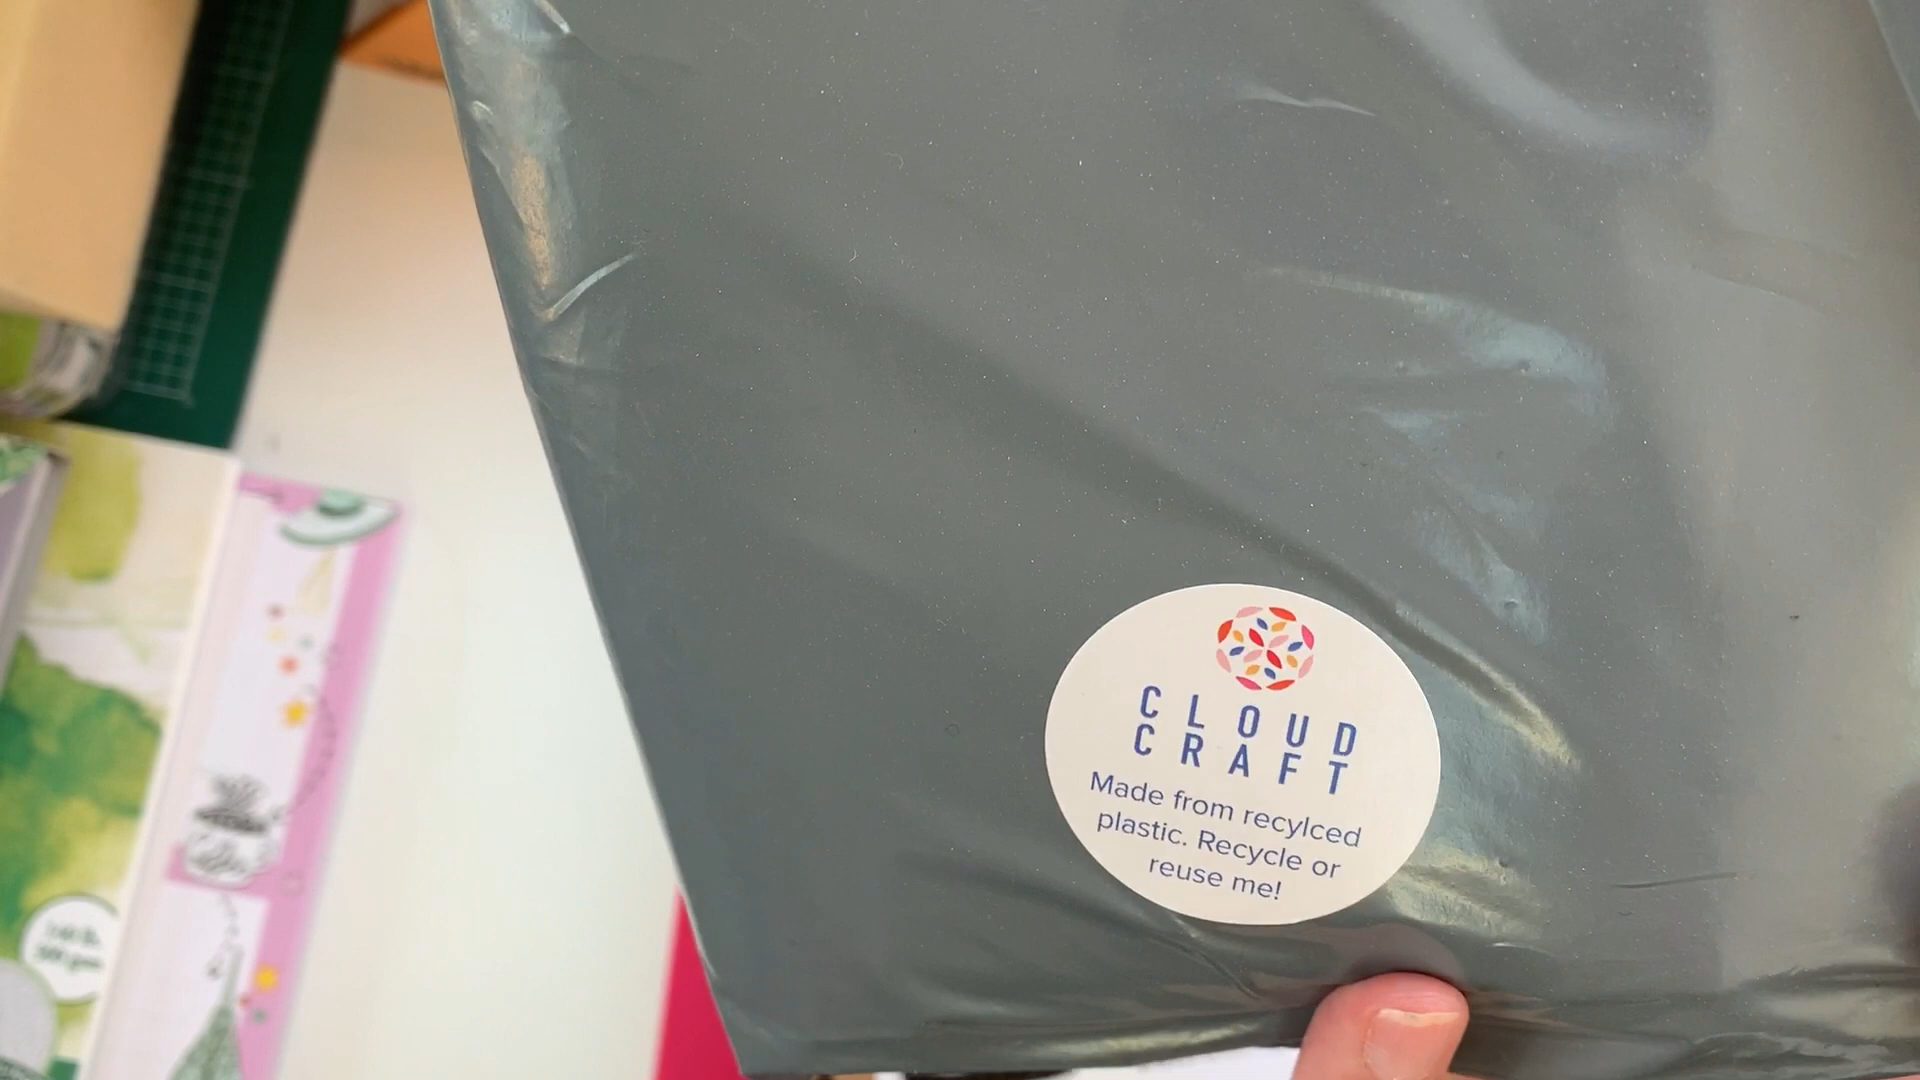 CLOUD
CRAFT
Made from recylced
plastic. Recycle or
reuse me!